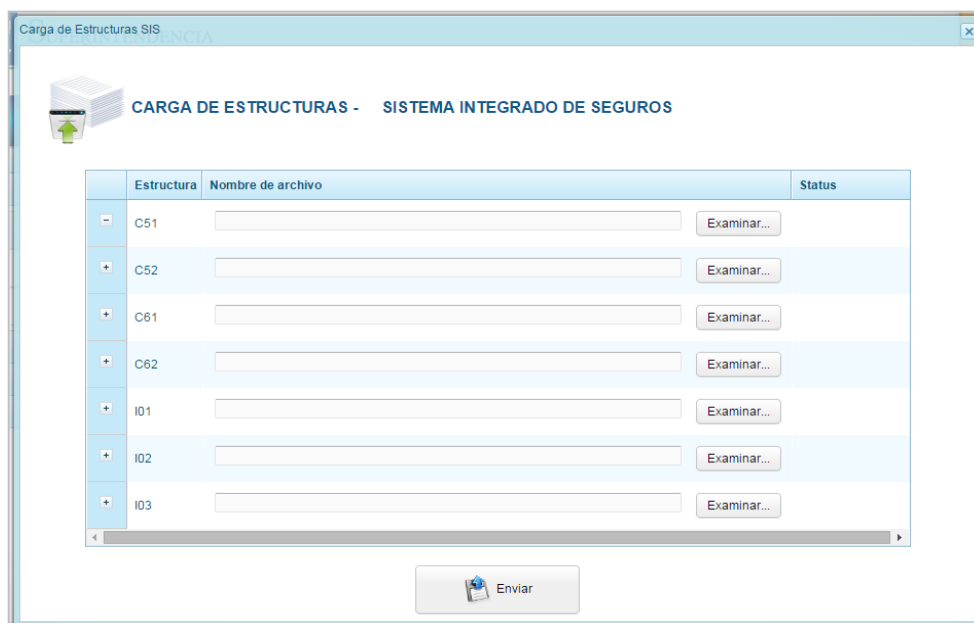 Carga de Estructuras SIS
SUPERINTENDENCIA
CARGA DE ESTRUCTURAS - SISTEMA INTEGRADO DE SEGUROS
Estructura Nombre de archivo Status
C51 Examinar...
C52 Examinar...
C61 Examinar...
C62 Examinar...
I01 Examinar...
I02 Examinar...
I03 Examinar...
Enviar